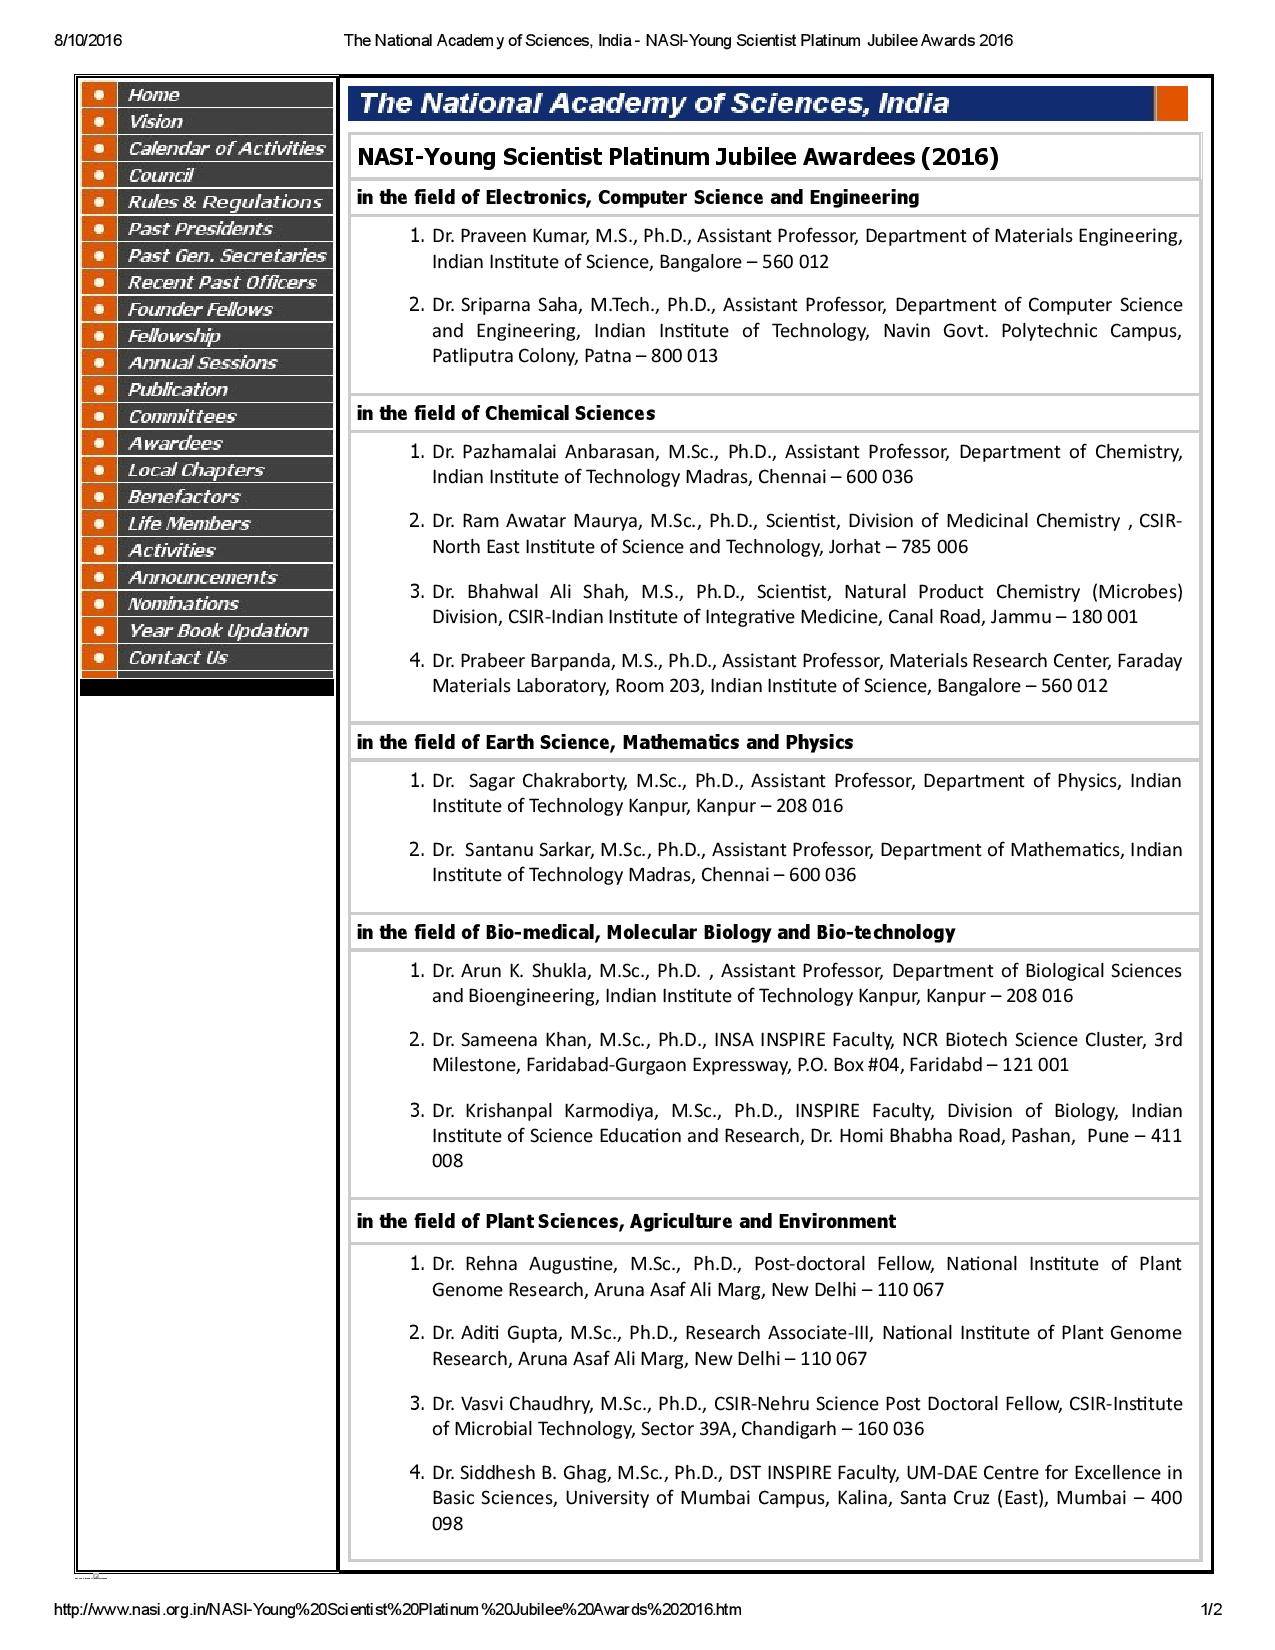 8/10/2016 The National Academy of Sciences, India - NASI-Young Scientist Platinum Jubilee Awards 2016
Home
Vision
Calendar of Activities
Council
Rules & Regulations
Past Presidents
Past Gen. Secretaries
Recent Past Officers
Founder Fellows
Fellowship
Annual Sessions
Publication
Committees
Awardees
Local Chapters
Benefactors
Life Members
Activities
Announcements
Nominations
Year Book Updation
Contact Us
The National Academy of Sciences, India
NASI-Young Scientist Platinum Jubilee Awardees (2016)
in the field of Electronics, Computer Science and Engineering
1. Dr. Praveen Kumar, M.S., Ph.D., Assistant Professor, Department of Materials Engineering,
Indian Institute of Science, Bangalore – 560 012
2. Dr. Sriparna Saha, M.Tech., Ph.D., Assistant Professor, Department of Computer Science
and Engineering, Indian Institute of Technology, Navin Govt. Polytechnic Campus,
Patliputra Colony, Patna – 800 013
in the field of Chemical Sciences
1. Dr. Pazhamalai Anbarasan, M.Sc., Ph.D., Assistant Professor, Department of Chemistry,
Indian Institute of Technology Madras, Chennai – 600 036
2. Dr. Ram Awatar Maurya, M.Sc., Ph.D., Scientist, Division of Medicinal Chemistry , CSIR-
North East Institute of Science and Technology, Jorhat – 785 006
3. Dr. Bhahwal Ali Shah, M.S., Ph.D., Scientist, Natural Product Chemistry (Microbes)
Division, CSIR-Indian Institute of Integrative Medicine, Canal Road, Jammu – 180 001
4. Dr. Prabeer Barpanda, M.S., Ph.D., Assistant Professor, Materials Research Center, Faraday
Materials Laboratory, Room 203, Indian Institute of Science, Bangalore – 560 012
in the field of Earth Science, Mathematics and Physics
1. Dr. Sagar Chakraborty, M.Sc., Ph.D., Assistant Professor, Department of Physics, Indian
Institute of Technology Kanpur, Kanpur – 208 016
2. Dr. Santanu Sarkar, M.Sc., Ph.D., Assistant Professor, Department of Mathematics, Indian
Institute of Technology Madras, Chennai – 600 036
in the field of Bio-medical, Molecular Biology and Bio-technology
1. Dr. Arun K. Shukla, M.Sc., Ph.D. , Assistant Professor, Department of Biological Sciences
and Bioengineering, Indian Institute of Technology Kanpur, Kanpur – 208 016
2. Dr. Sameena Khan, M.Sc., Ph.D., INSA INSPIRE Faculty, NCR Biotech Science Cluster, 3rd
Milestone, Faridabad-Gurgaon Expressway, P.O. Box #04, Faridabd – 121 001
3. Dr. Krishanpal Karmodiya, M.Sc., Ph.D., INSPIRE Faculty, Division of Biology, Indian
Institute of Science Education and Research, Dr. Homi Bhabha Road, Pashan, Pune – 411
008
in the field of Plant Sciences, Agriculture and Environment
1. Dr. Rehna Augustine, M.Sc., Ph.D., Post-doctoral Fellow, National Institute of Plant
Genome Research, Aruna Asaf Ali Marg, New Delhi – 110 067
2. Dr. Aditi Gupta, M.Sc., Ph.D., Research Associate-III, National Institute of Plant Genome
Research, Aruna Asaf Ali Marg, New Delhi – 110 067
3. Dr. Vasvi Chaudhry, M.Sc., Ph.D., CSIR-Nehru Science Post Doctoral Fellow, CSIR-Institute
of Microbial Technology, Sector 39A, Chandigarh – 160 036
4. Dr. Siddhesh B. Ghag, M.Sc., Ph.D., DST INSPIRE Faculty, UM-DAE Centre for Excellence in
Basic Sciences, University of Mumbai Campus, Kalina, Santa Cruz (East), Mumbai – 400
098
http://www.nasi.org.in/NASI-Young%20Scientist%20Platinum%20Jubilee%20Awards%202016.htm 1/2